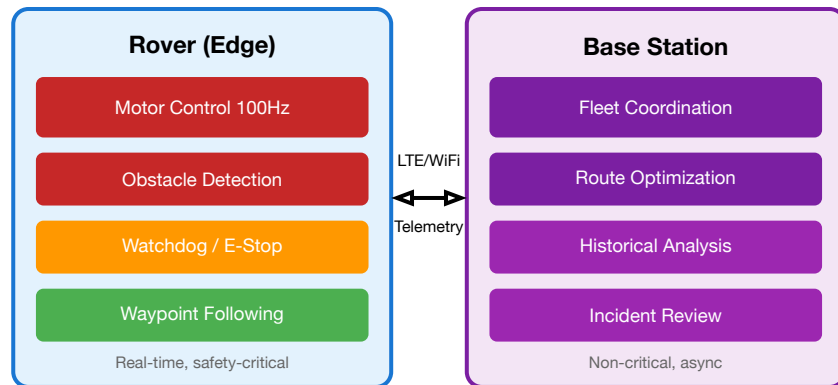 Rover (Edge)
Motor Control 100Hz
Obstacle Detection
Watchdog / E-Stop
Waypoint Following
Real-time, safety-critical
LTE/WiFi
Telemetry
Base Station
Fleet Coordination
Route Optimization
Historical Analysis
Incident Review
Non-critical, async